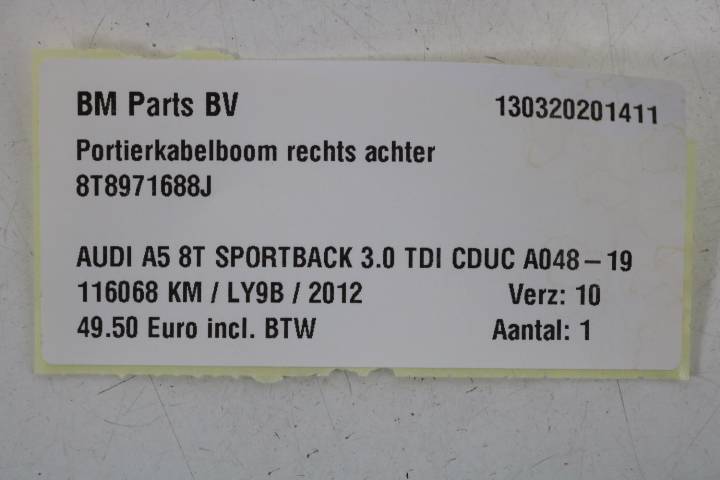 BM Parts BV 130320201411
Portierkabelboom rechts achter
8T8971688J
AUDI A5 8T SPORTBACK 3.0 TDI CDUC A048-19
116068 KM / LY9B / 2012 Verz: 10
49.50 Euro incl. BTW Aantal: 1